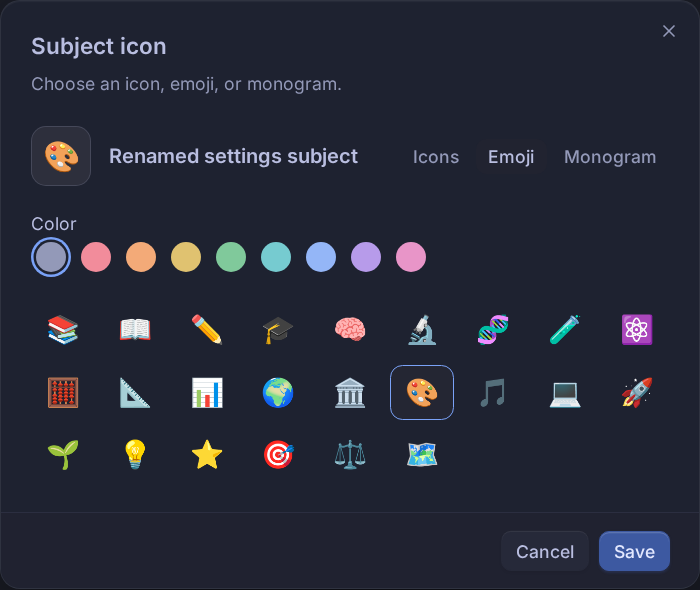 Subject icon
Choose an icon, emoji, or monogram.
Renamed settings subject
Icons Emoji Monogram
Color
Cancel Save